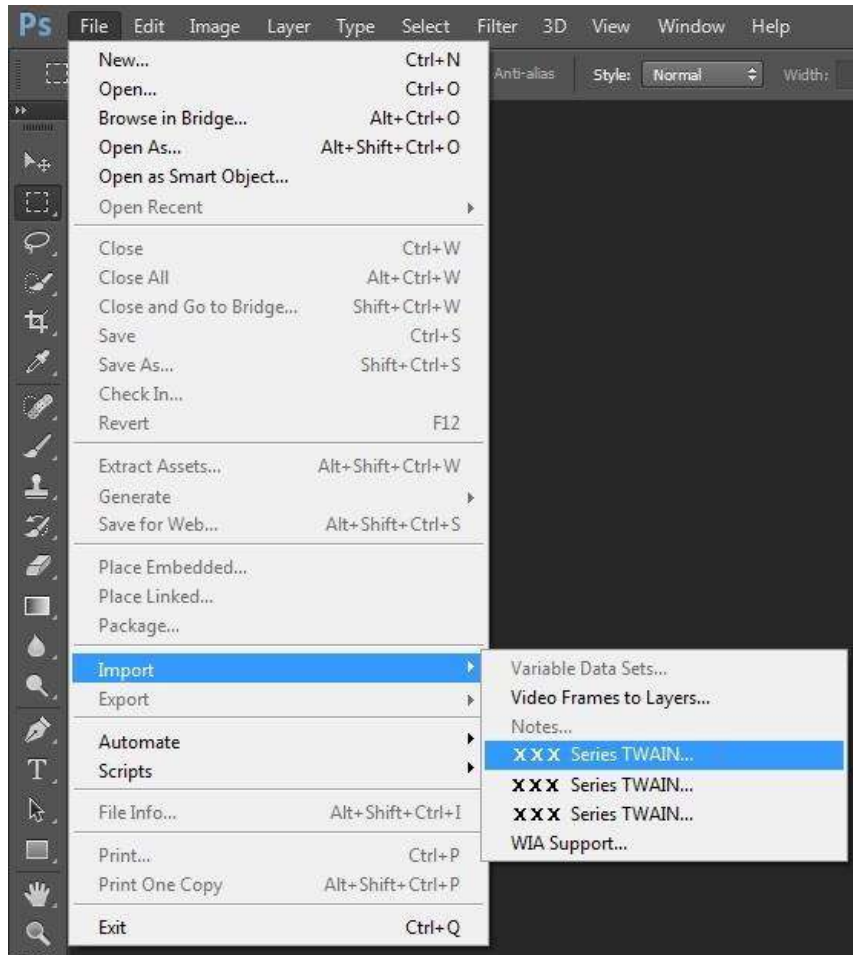 Ps File Edit Image Layer Type Select Filter 3D View Window Help
Anti-alias Style: Normal Width:
New... Ctrl+N
Open... Ctrl+O
Browse in Bridge... Alt+Ctrl+O
Open As... Alt+Shift+Ctrl+O
Open as Smart Object...
Open Recent
Close Ctrl+W
Close All Alt+Ctrl+W
Close and Go to Bridge... Shift+Ctrl+W
Save Ctrl+S
Save As... Shift+Ctrl+S
Check In...
Revert F12
Extract Assets... Alt+Shift+Ctrl+W
Generate
Save for Web... Alt+Shift+Ctrl+S
Place Embedded...
Place Linked...
Package...
Import
Export
Automate
Scripts
File Info... Alt+Shift+Ctrl+I
Print... Ctrl+P
Print One Copy Alt+Shift+Ctrl+P
Exit Ctrl+Q
Variable Data Sets...
Video Frames to Layers...
Notes...
XXX Series TWAIN...
XXX Series TWAIN...
XXX Series TWAIN...
WIA Support...